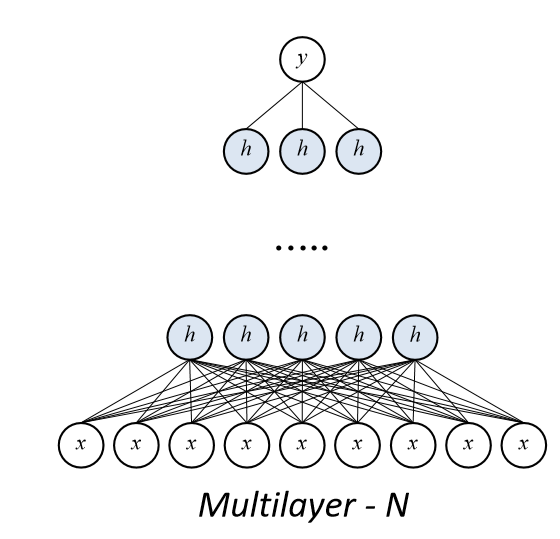 y
h h h
.....
h h h h h
x x x x x x x x x
Multilayer - N